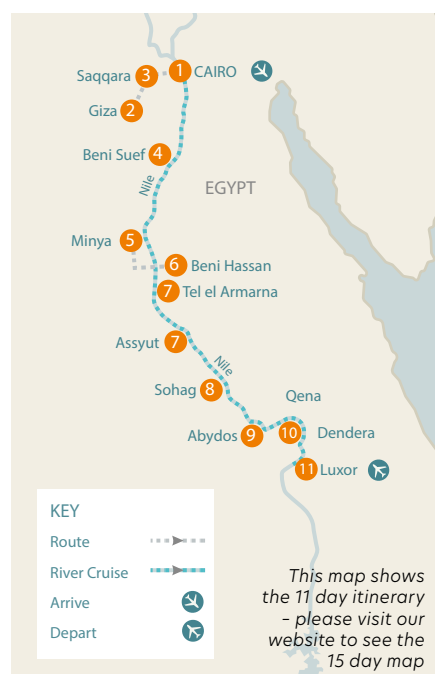 1 CAIRO
Saqqara 3
Giza 2
Beni Suef 4
Nile
EGYPT
Minya 5
6 Beni Hassan
7 Tel el Armarna
Assyut 7
Nile
Sohag 8
Qena
Abydos 9
10 Dendera
11 Luxor
KEY
Route
River Cruise
Arrive
Depart
This map shows
the 11 day itinerary
– please visit our
website to see the
15 day map